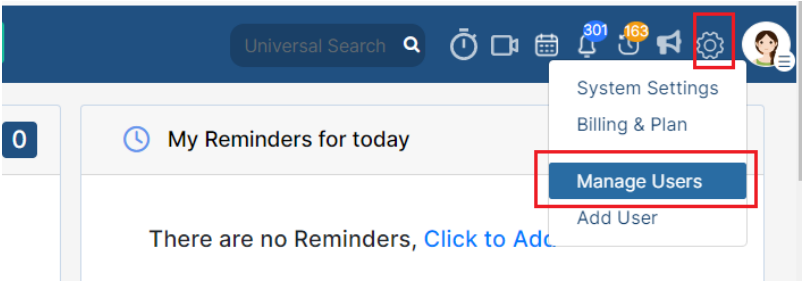 Universal Search
301
163
System Settings
Billing & Plan
0
My Reminders for today
Manage Users
Add User
There are no Reminders, Click to Add